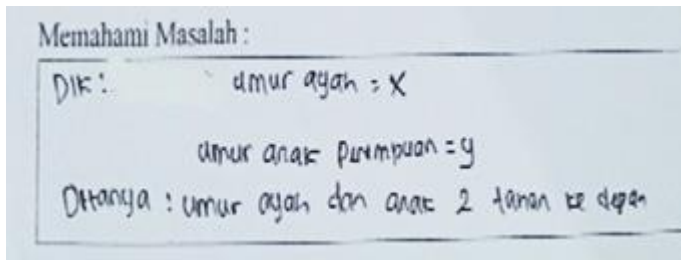 Memahami Masalah :
DIK : umur ayah = x
umur anak perempuan = y
Ditanya : umur ayah dan anak 2 tahun ke depan